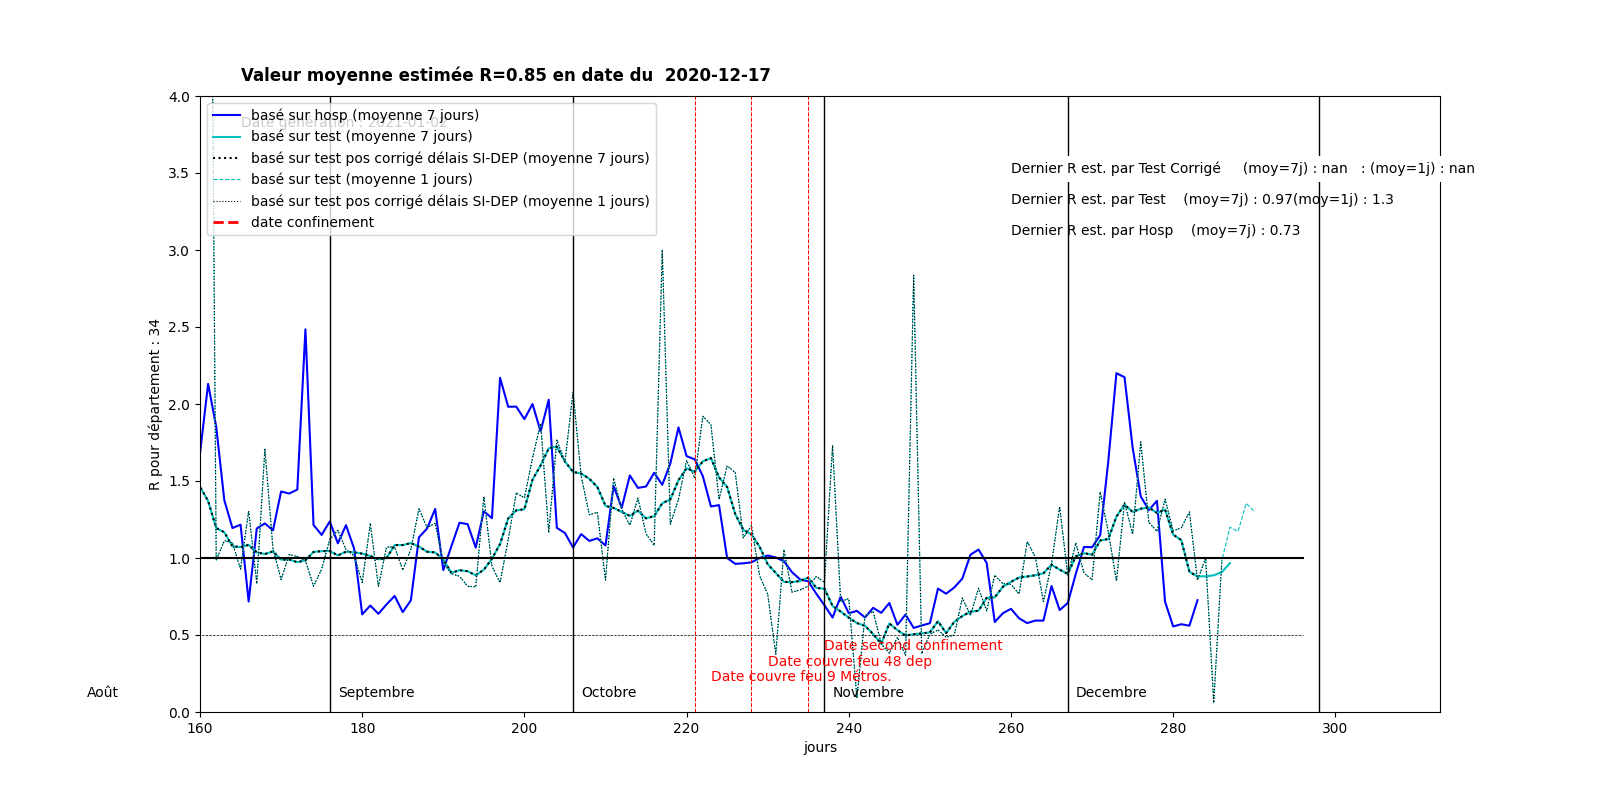 Valeur moyenne estimée R=0.85 en date du  2020-12-17
Date génération : 2021-01-02
basé sur hosp (moyenne 7 jours)
basé sur test (moyenne 7 jours)
basé sur test pos corrigé délais SI-DEP (moyenne 7 jours)
basé sur test (moyenne 1 jours)
basé sur test pos corrigé délais SI-DEP (moyenne 1 jours)
date confinement
Dernier R est. par Test Corrigé     (moy=7j) : nan   : (moy=1j) : nan
Dernier R est. par Test    (moy=7j) : 0.97(moy=1j) : 1.3
Dernier R est. par Hosp    (moy=7j) : 0.73
4.0
3.5
3.0
2.5
2.0
1.5
1.0
0.5
0.0
R pour département : 34
Date second confinement
Date couvre feu 48 dep
Date couvre feu 9 Metros.
Août Septembre Octobre Novembre Decembre
160 180 200 220 240 260 280 300
jours